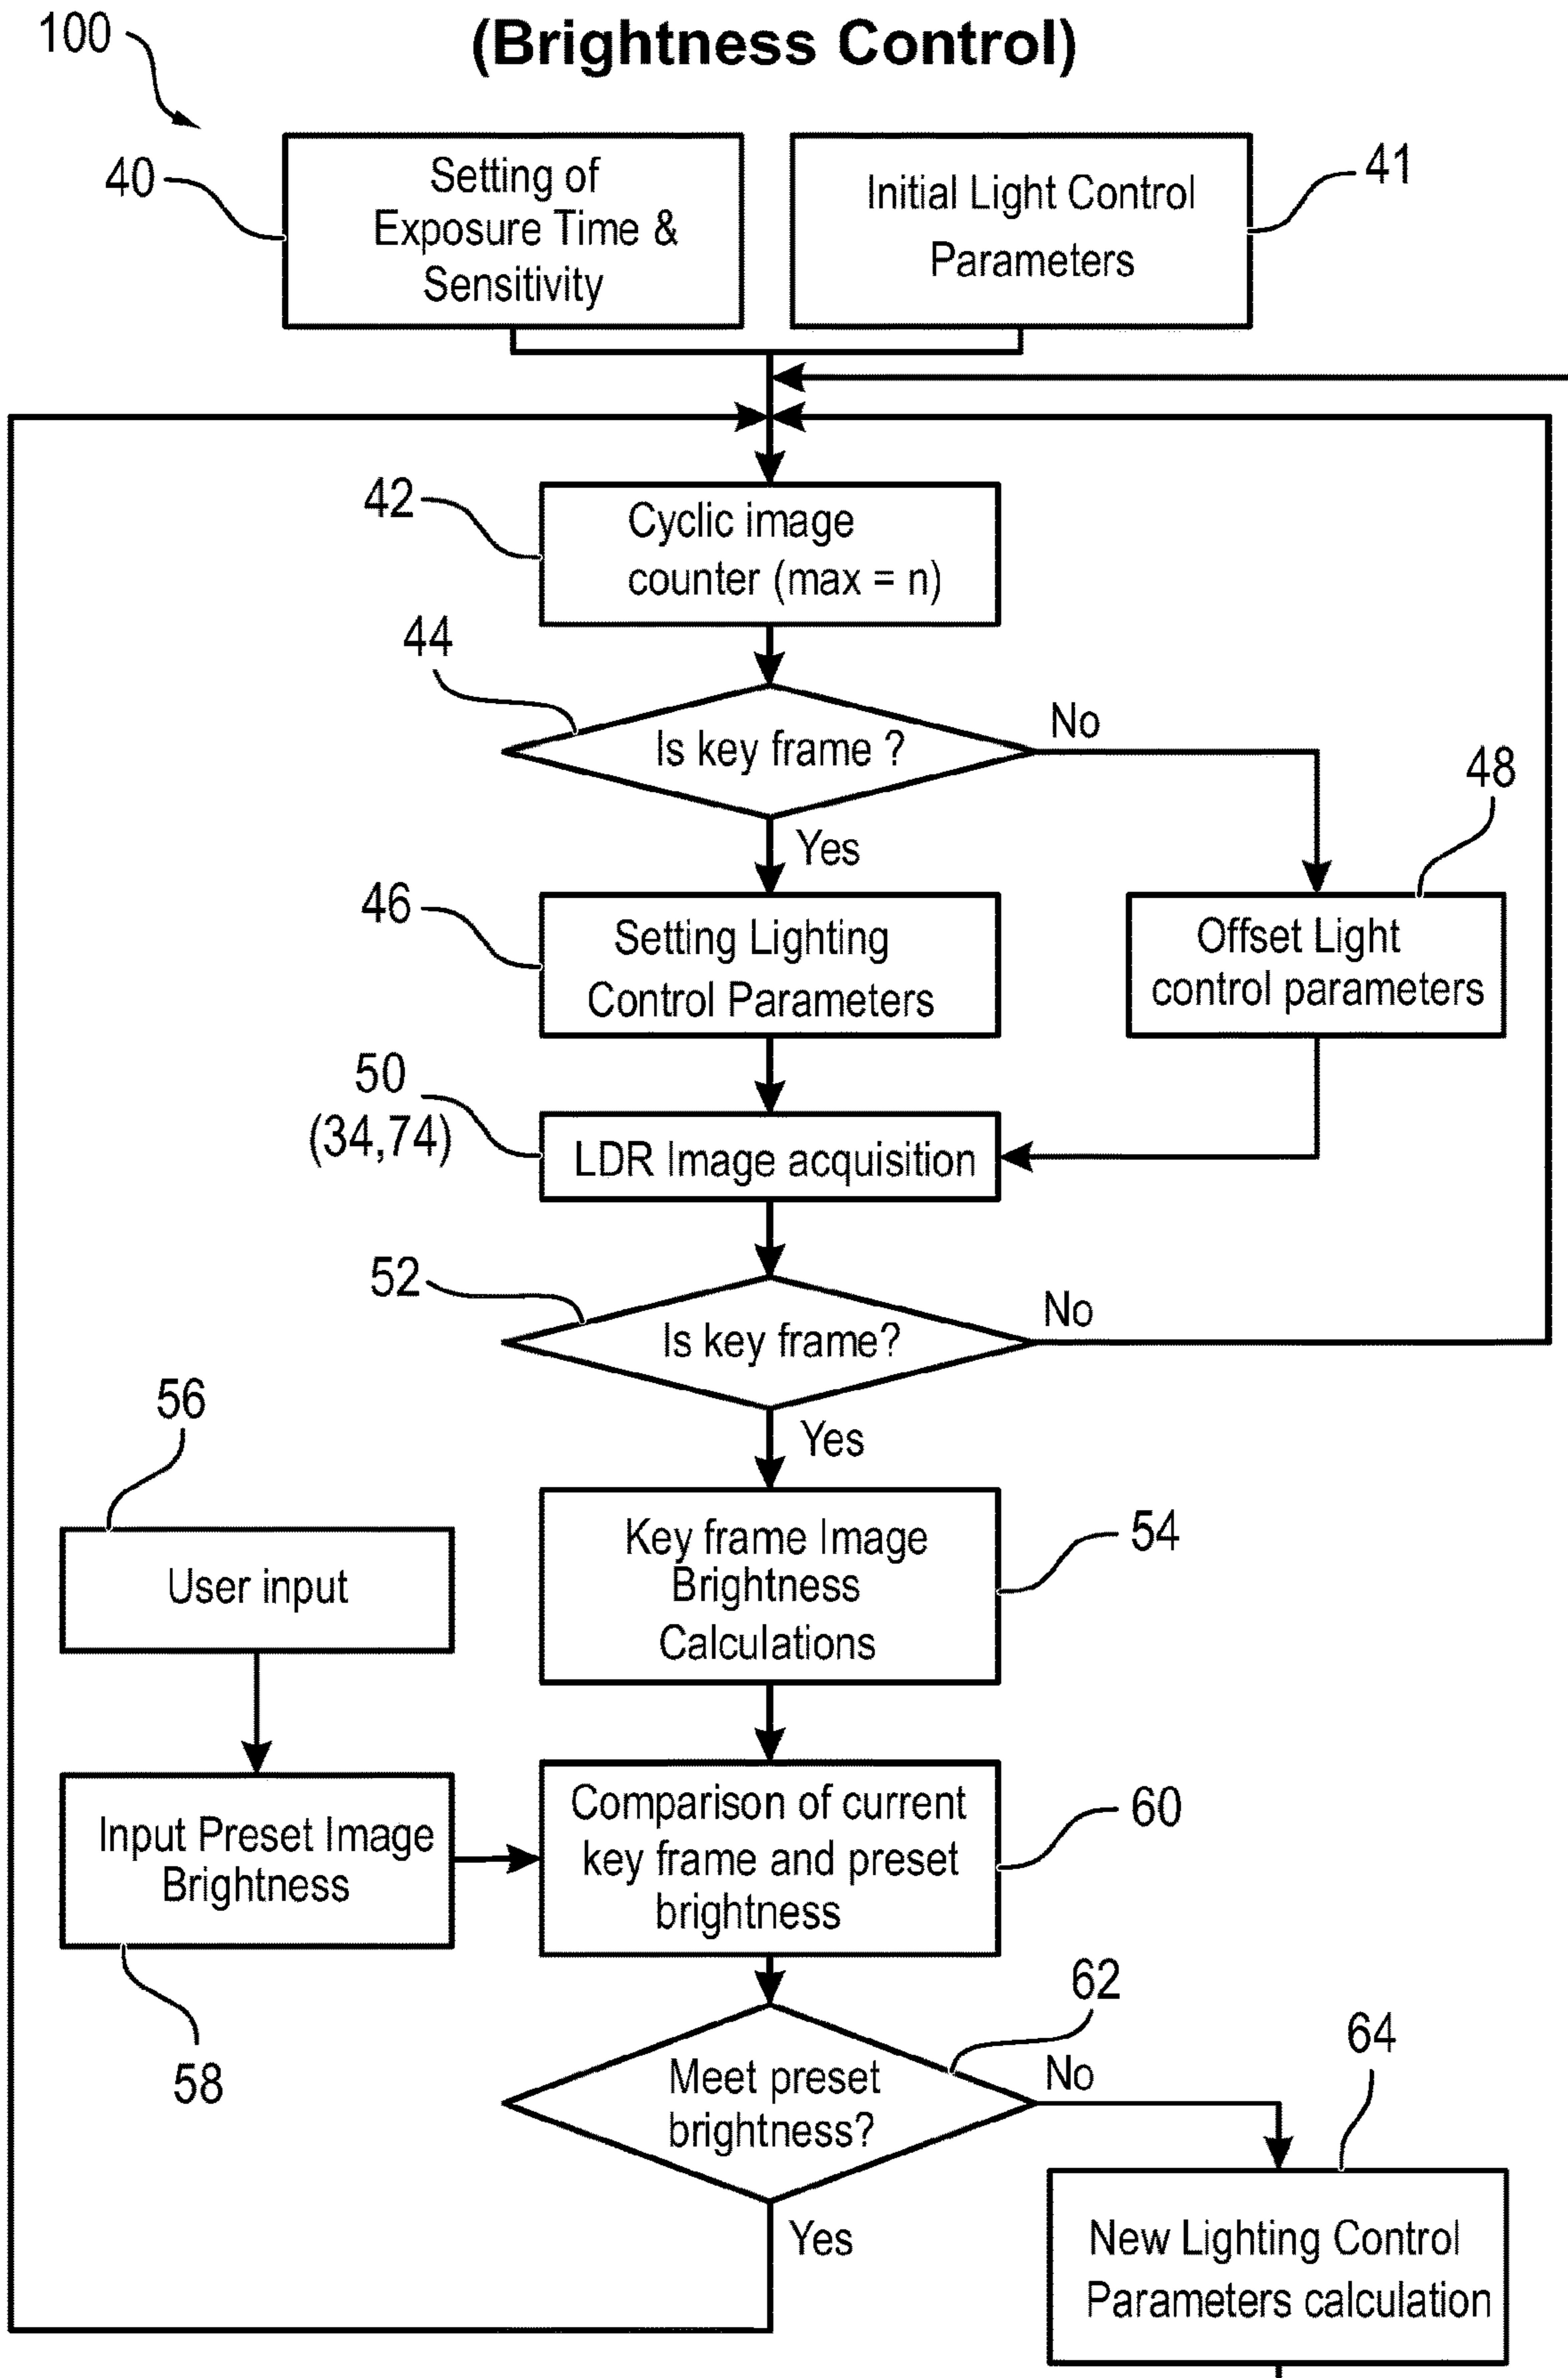 100
(Brightness Control)
40
Setting of
Exposure Time &
Sensitivity
Initial Light Control
Parameters
41
42
Cyclic image
counter (max = n)
44
Is key frame ?
No
Yes
48
46
Setting Lighting
Control Parameters
Offset Light
control parameters
50
(34,74)
LDR Image acquisition
52
Is key frame?
No
Yes
56
User input
Key frame Image
Brightness
Calculations
54
Input Preset Image
Brightness
58
Comparison of current
key frame and preset
brightness
60
62
Meet preset
brightness?
No
Yes
64
New Lighting Control
Parameters calculation